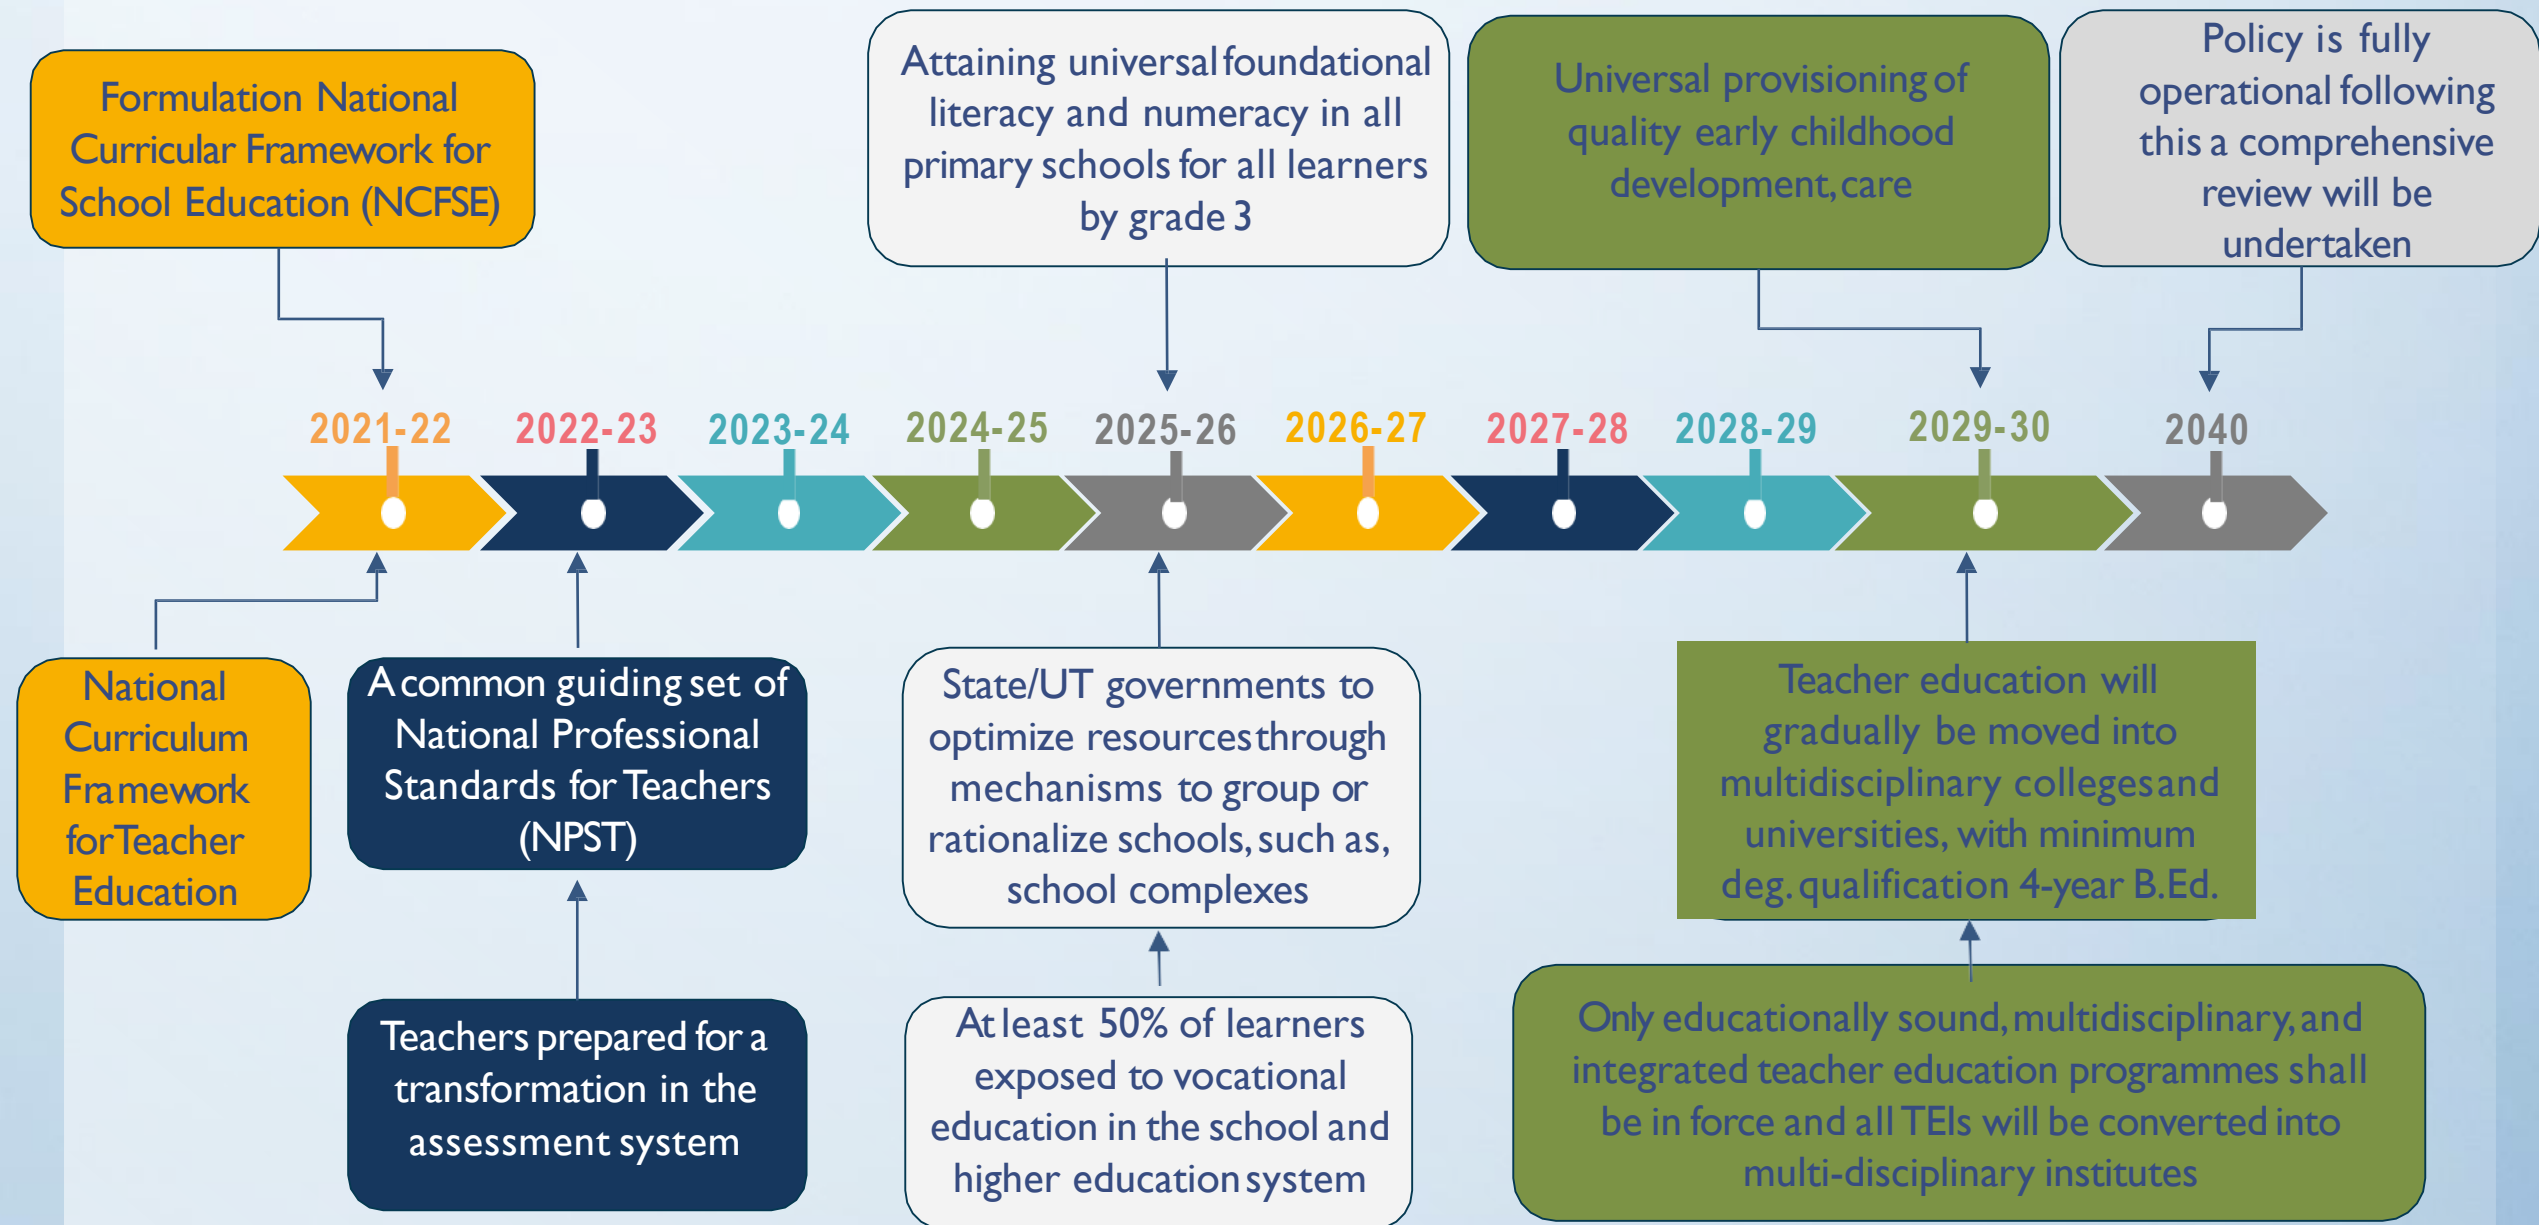 Formulation National
Curricular Framework for
School Education (NCFSE)
Attaining universal foundational
literacy and numeracy in all
primary schools for all learners
by grade 3
Universal provisioning of
quality early childhood
development, care
Policy is fully
operational following
this a comprehensive
review will be
undertaken
2021-22
2022-23
2023-24
2024-25
2025-26
2026-27
2027-28
2028-29
2029-30
2040
National
Curriculum
Framework
for Teacher
Education
A common guiding set of
National Professional
Standards for Teachers
(NPST)
State/UT governments to
optimize resources through
mechanisms to group or
rationalize schools, such as,
school complexes
Teacher education will
gradually be moved into
multidisciplinary colleges and
universities, with minimum
deg. qualification 4-year B.Ed.
Teachers prepared for a
transformation in the
assessment system
At least 50% of learners
exposed to vocational
education in the school and
higher education system
Only educationally sound, multidisciplinary, and
integrated teacher education programmes shall
be in force and all TEIs will be converted into
multi-disciplinary institutes